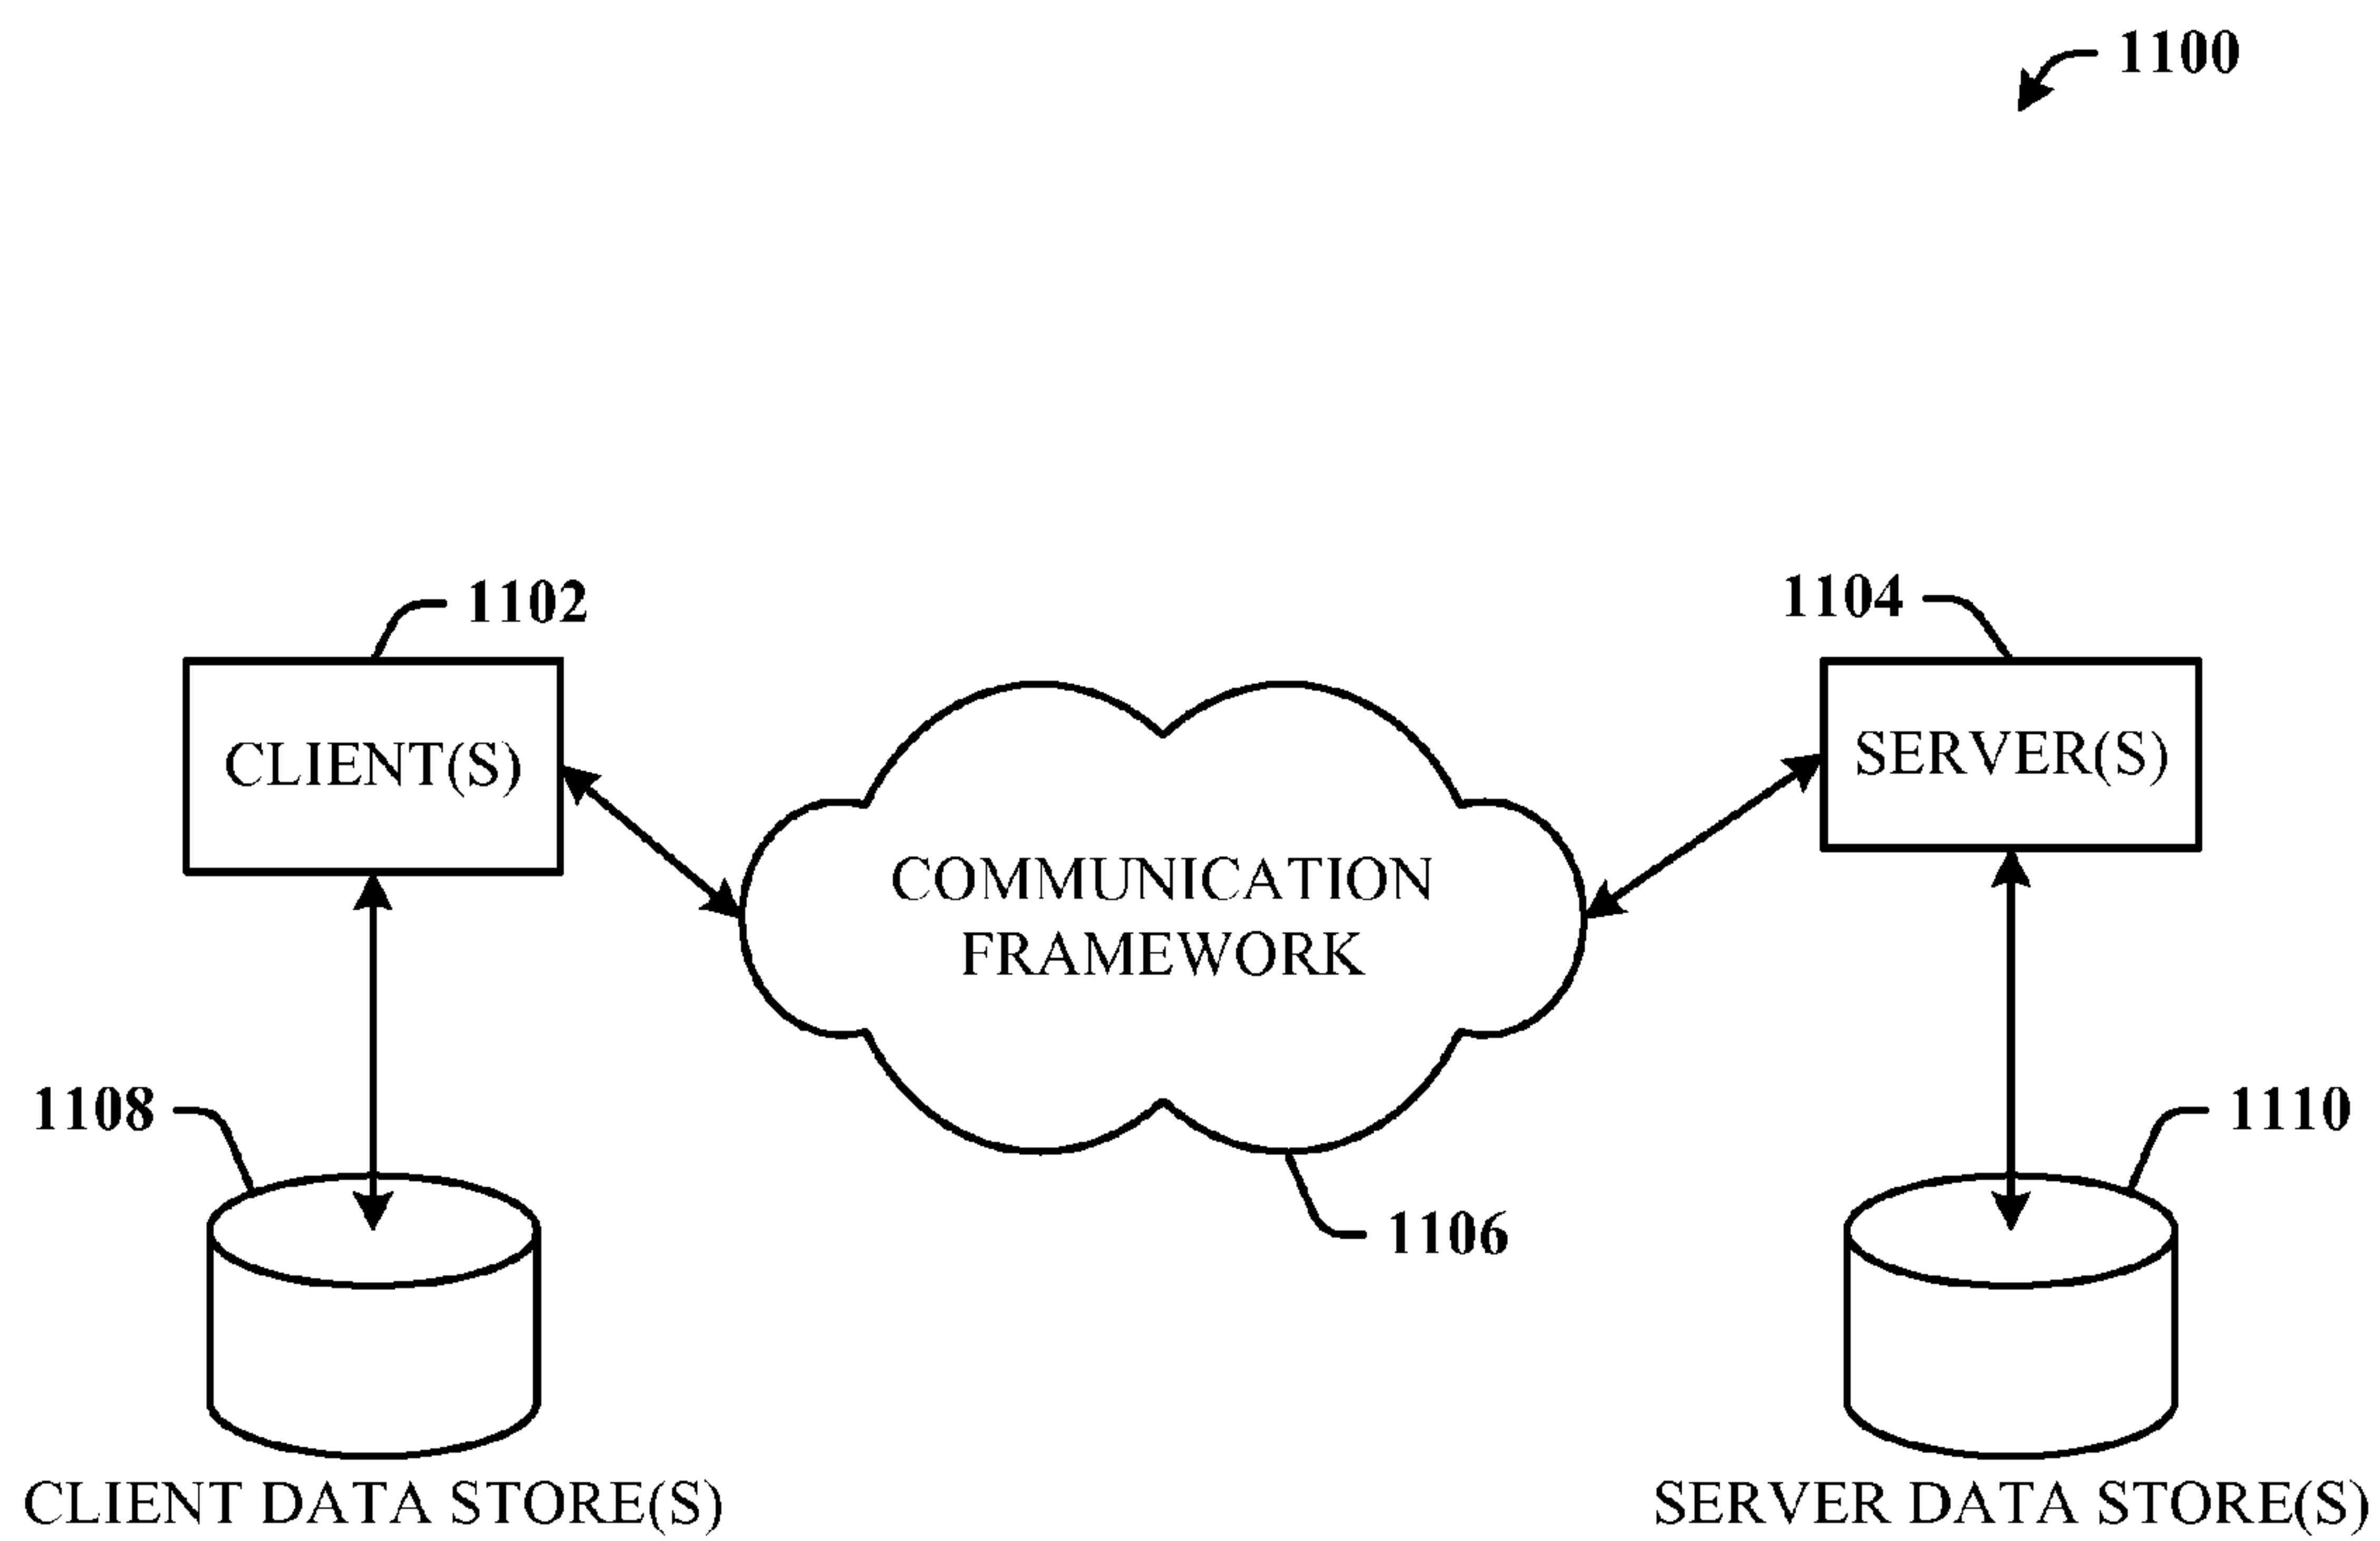 1100
1102
1104
CLIENT(S)
SERVER(S)
COMMUNICATION
FRAMEWORK
1108
1110
1106
CLIENT DATA STORE(S)
SERVER DATA STORE(S)